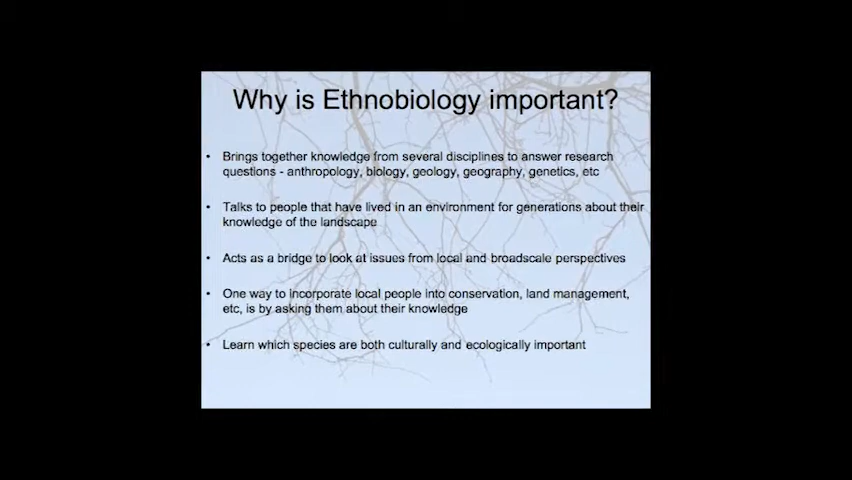 Why is Ethnobiology important?
• Brings together knowledge from several disciplines to answer research
questions - anthropology, biology, geology, geography, genetics, etc
• Talks to people that have lived in an environment for generations about their
knowledge of the landscape
• Acts as a bridge to look at issues from local and broadscale perspectives
• One way to incorporate local people into conservation, land management,
etc, is by asking them about their knowledge
• Learn which species are both culturally and ecologically important